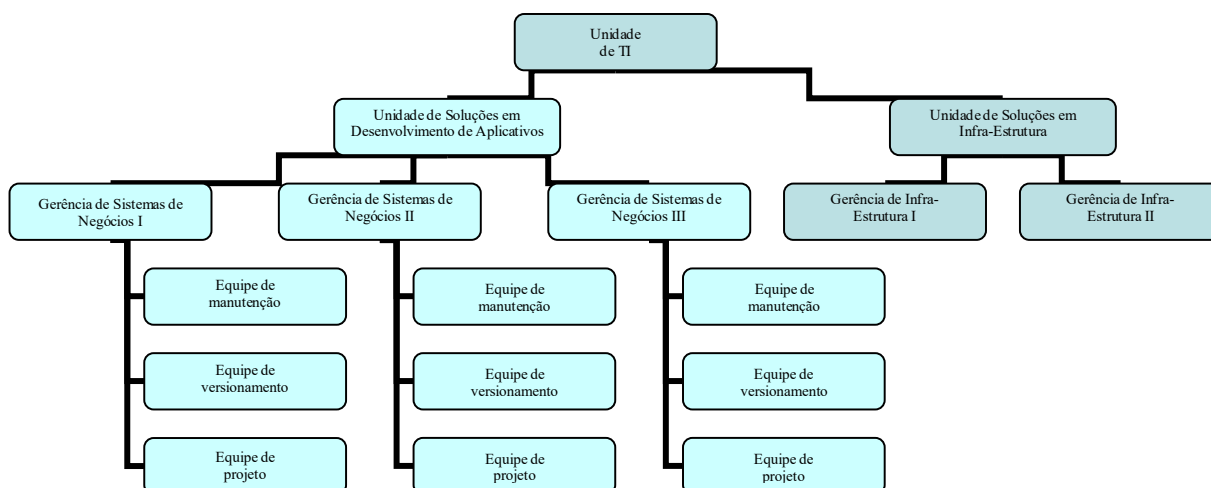 Unidade
de TI
Unidade de Soluções em
Desenvolvimento de Aplicativos
Unidade de Soluções em
Infra-Estrutura
Gerência de Sistemas de
Negócios I
Gerência de Sistemas de
Negócios II
Gerência de Sistemas de
Negócios III
Gerência de Infra-
Estrutura I
Gerência de Infra-
Estrutura II
Equipe de
manutenção
Equipe de
manutenção
Equipe de
manutenção
Equipe de
versionamento
Equipe de
versionamento
Equipe de
versionamento
Equipe de
projeto
Equipe de
projeto
Equipe de
projeto